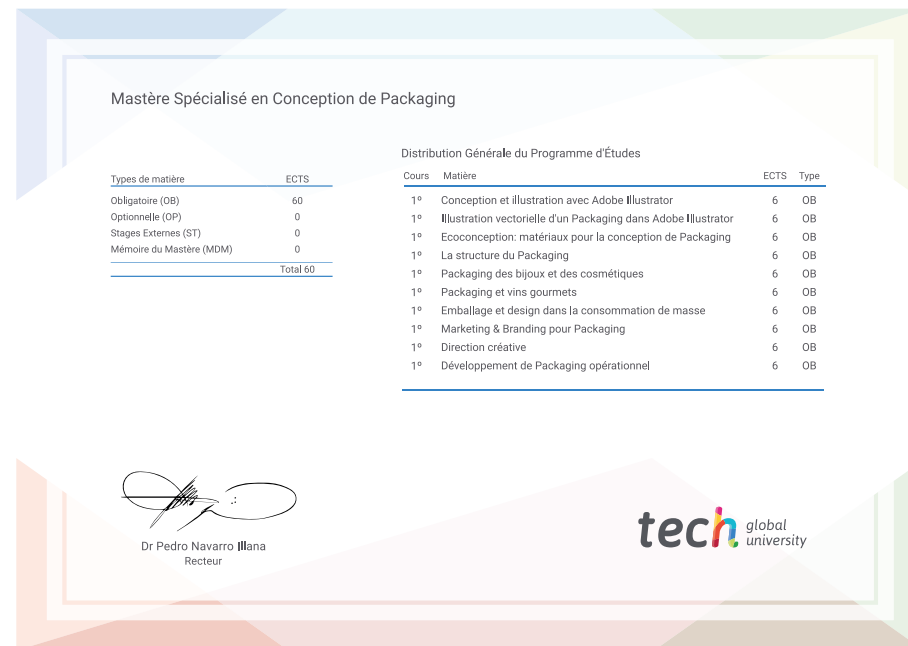 Mastère Spécialisé en Conception de Packaging
Types de matière ECTS
Obligatoire (OB) 60
Optionnelle (OP) 0
Stages Externes (ST) 0
Mémoire du Mastère (MDM) 0
Total 60
Distribution Générale du Programme d'Études
Cours Matière ECTS Type
1º Conception et illustration avec Adobe Illustrator 6 OB
1º Illustration vectorielle d'un Packaging dans Adobe Illustrator 6 OB
1º Ecoconception: matériaux pour la conception de Packaging 6 OB
1º La structure du Packaging 6 OB
1º Packaging des bijoux et des cosmétiques 6 OB
1º Packaging et vins gourmets 6 OB
1º Emballage et design dans la consommation de masse 6 OB
1º Marketing & Branding pour Packaging 6 OB
1º Direction créative 6 OB
1º Développement de Packaging opérationnel 6 OB
Dr Pedro Navarro Illana
Recteur
tech global
university